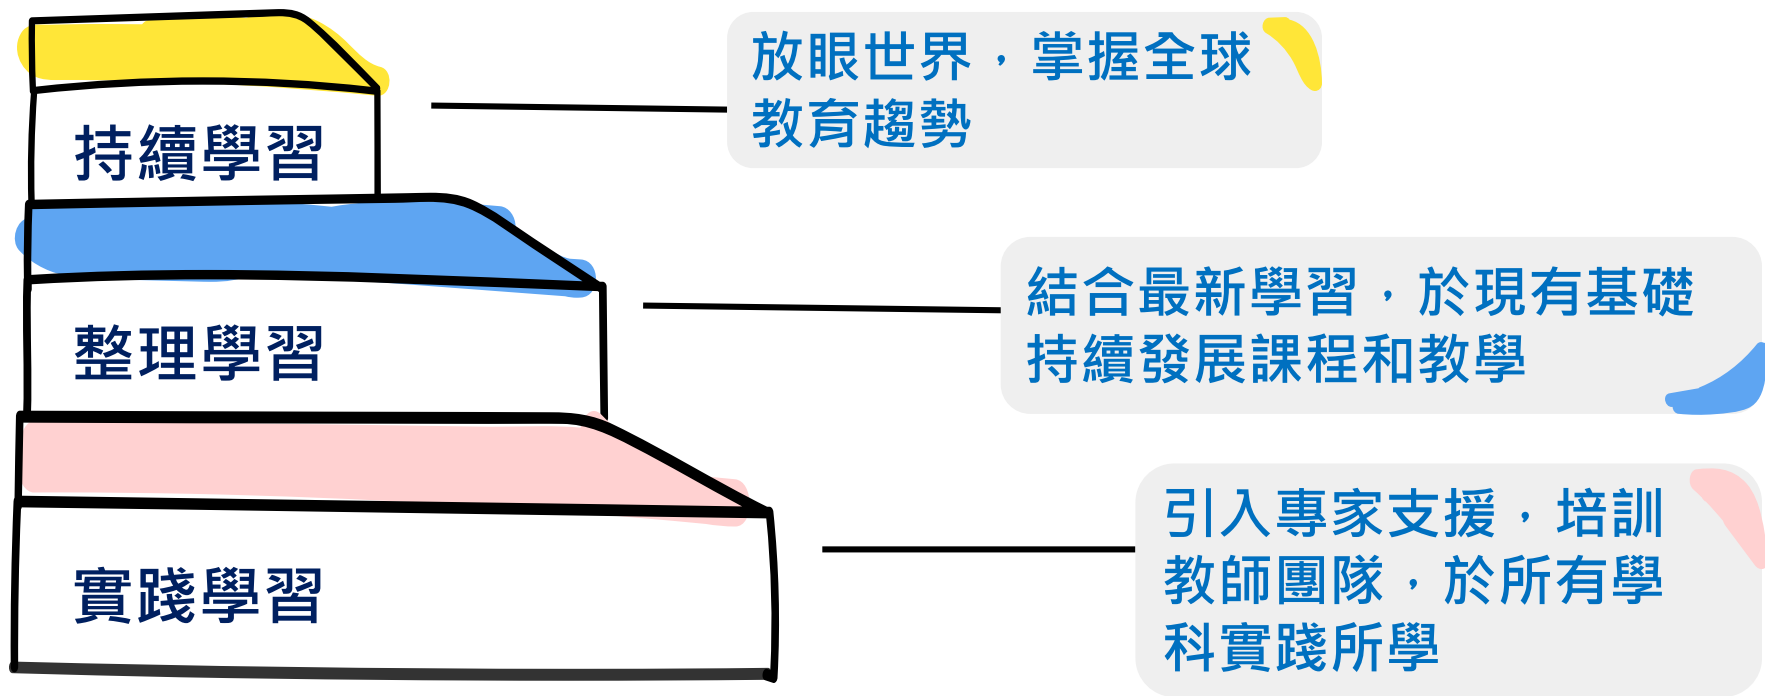 持續學習
放眼世界，掌握全球
教育趨勢
整理學習
結合最新學習，於現有基礎
持續發展課程和教學
實踐學習
引入專家支援，培訓
教師團隊，於所有學
科實踐所學